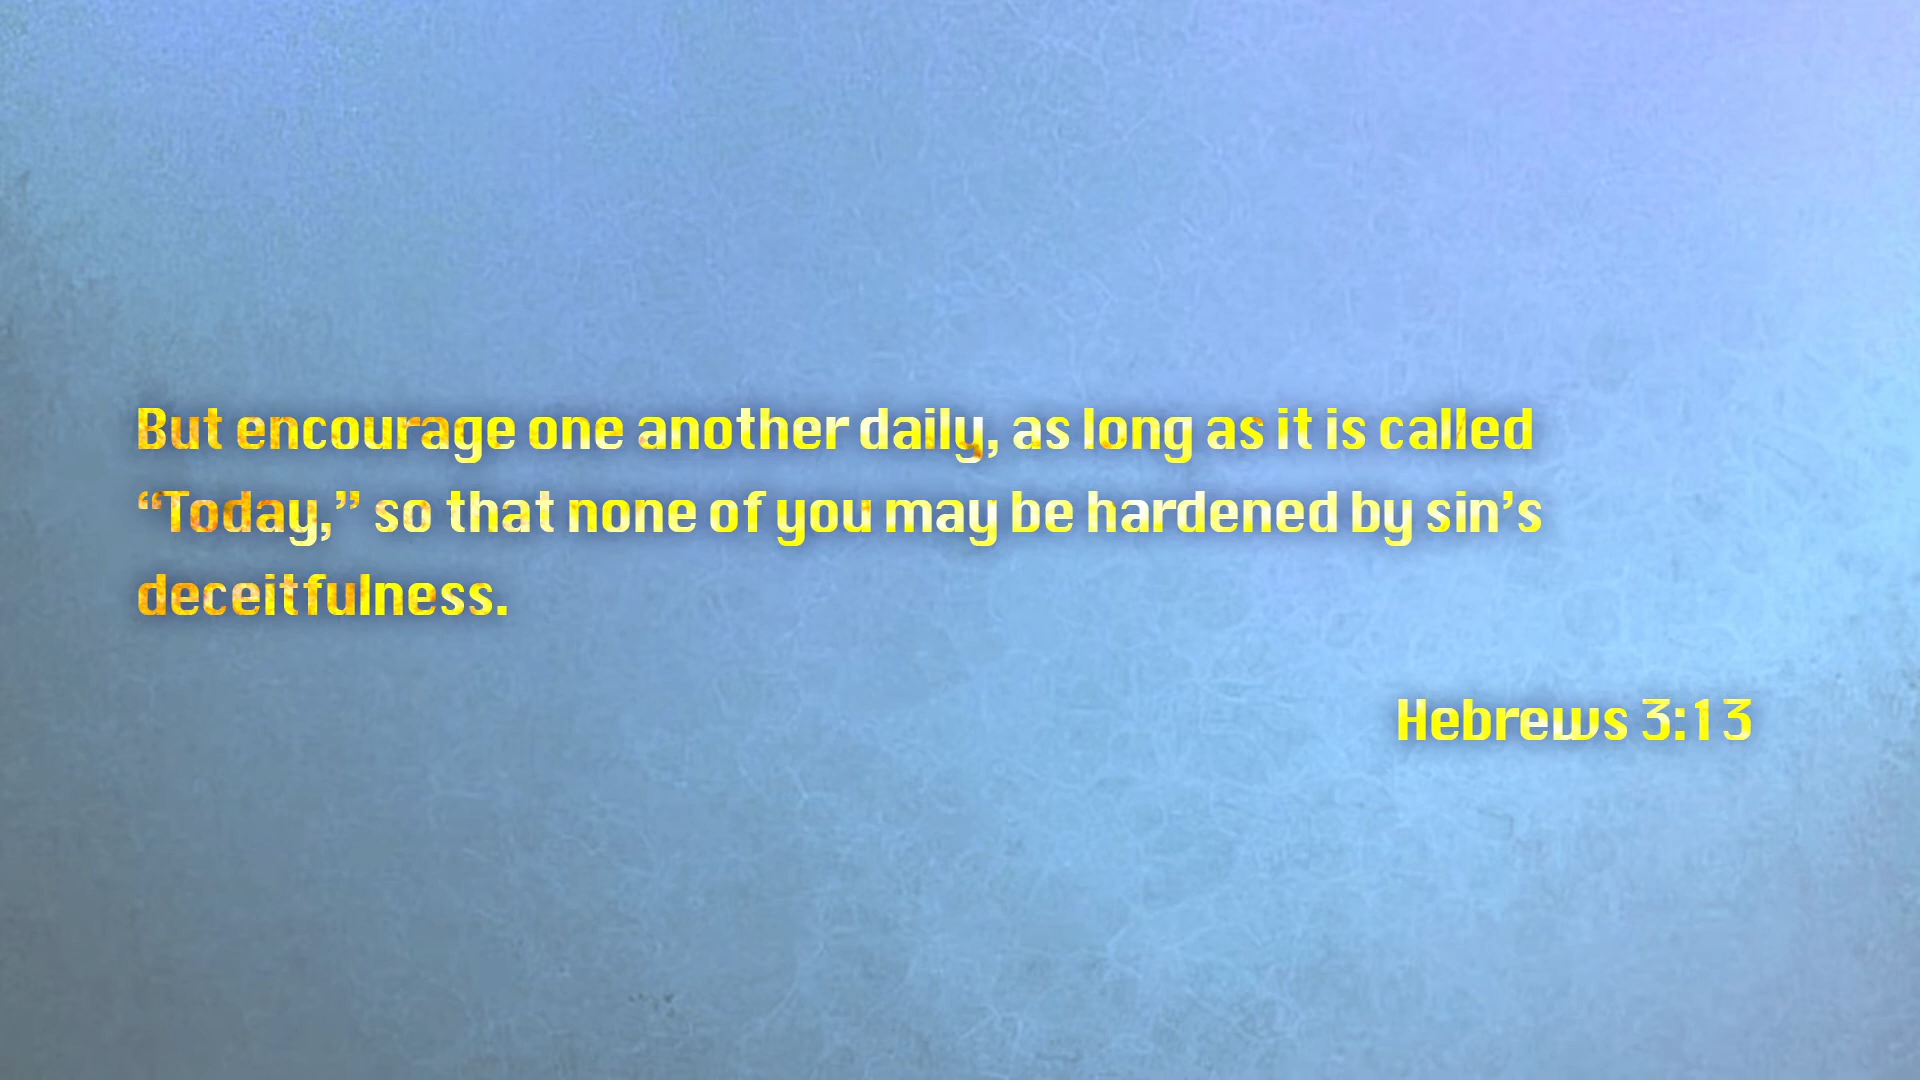 But encourage one another daily, as long as it is called
“Today,” so that none of you may be hardened by sin’s
deceitfulness.
Hebrews 3:13